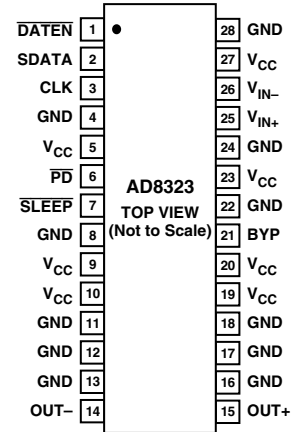 DATEN 1 28 GND
SDATA 2 27 VCC
CLK 3 26 VIN–
GND 4 25 VIN+
VCC 5 24 GND
PD 6 23 VCC
AD8323
SLEEP 7 22 GND
TOP VIEW
(Not to Scale)
GND 8 21 BYP
VCC 9 20 VCC
VCC 10 19 VCC
GND 11 18 GND
GND 12 17 GND
GND 13 16 GND
OUT– 14 15 OUT+